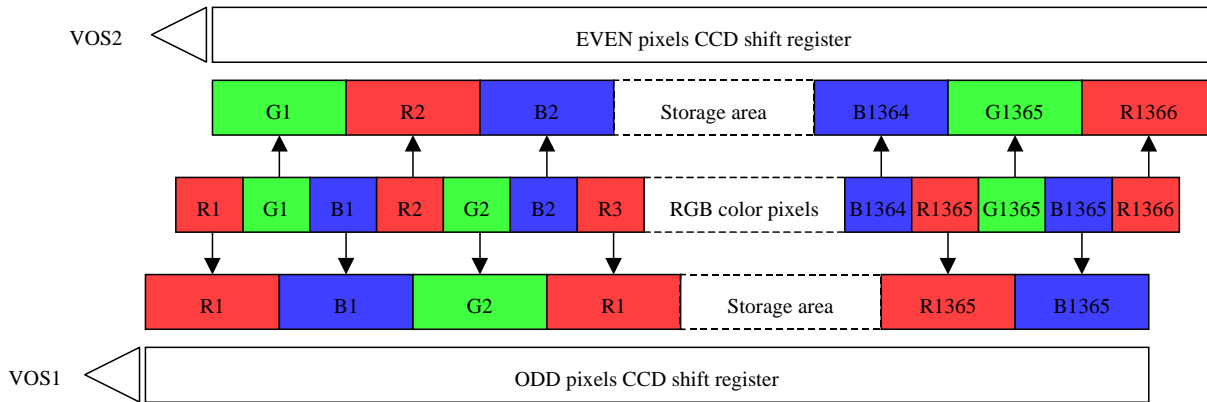 VOS2 EVEN pixels CCD shift register
G1 R2 B2 Storage area B1364 G1365 R1366
R1 G1 B1 R2 G2 B2 R3 RGB color pixels B1364 R1365 G1365 B1365 R1366
R1 B1 G2 R1 Storage area R1365 B1365
VOS1 ODD pixels CCD shift register